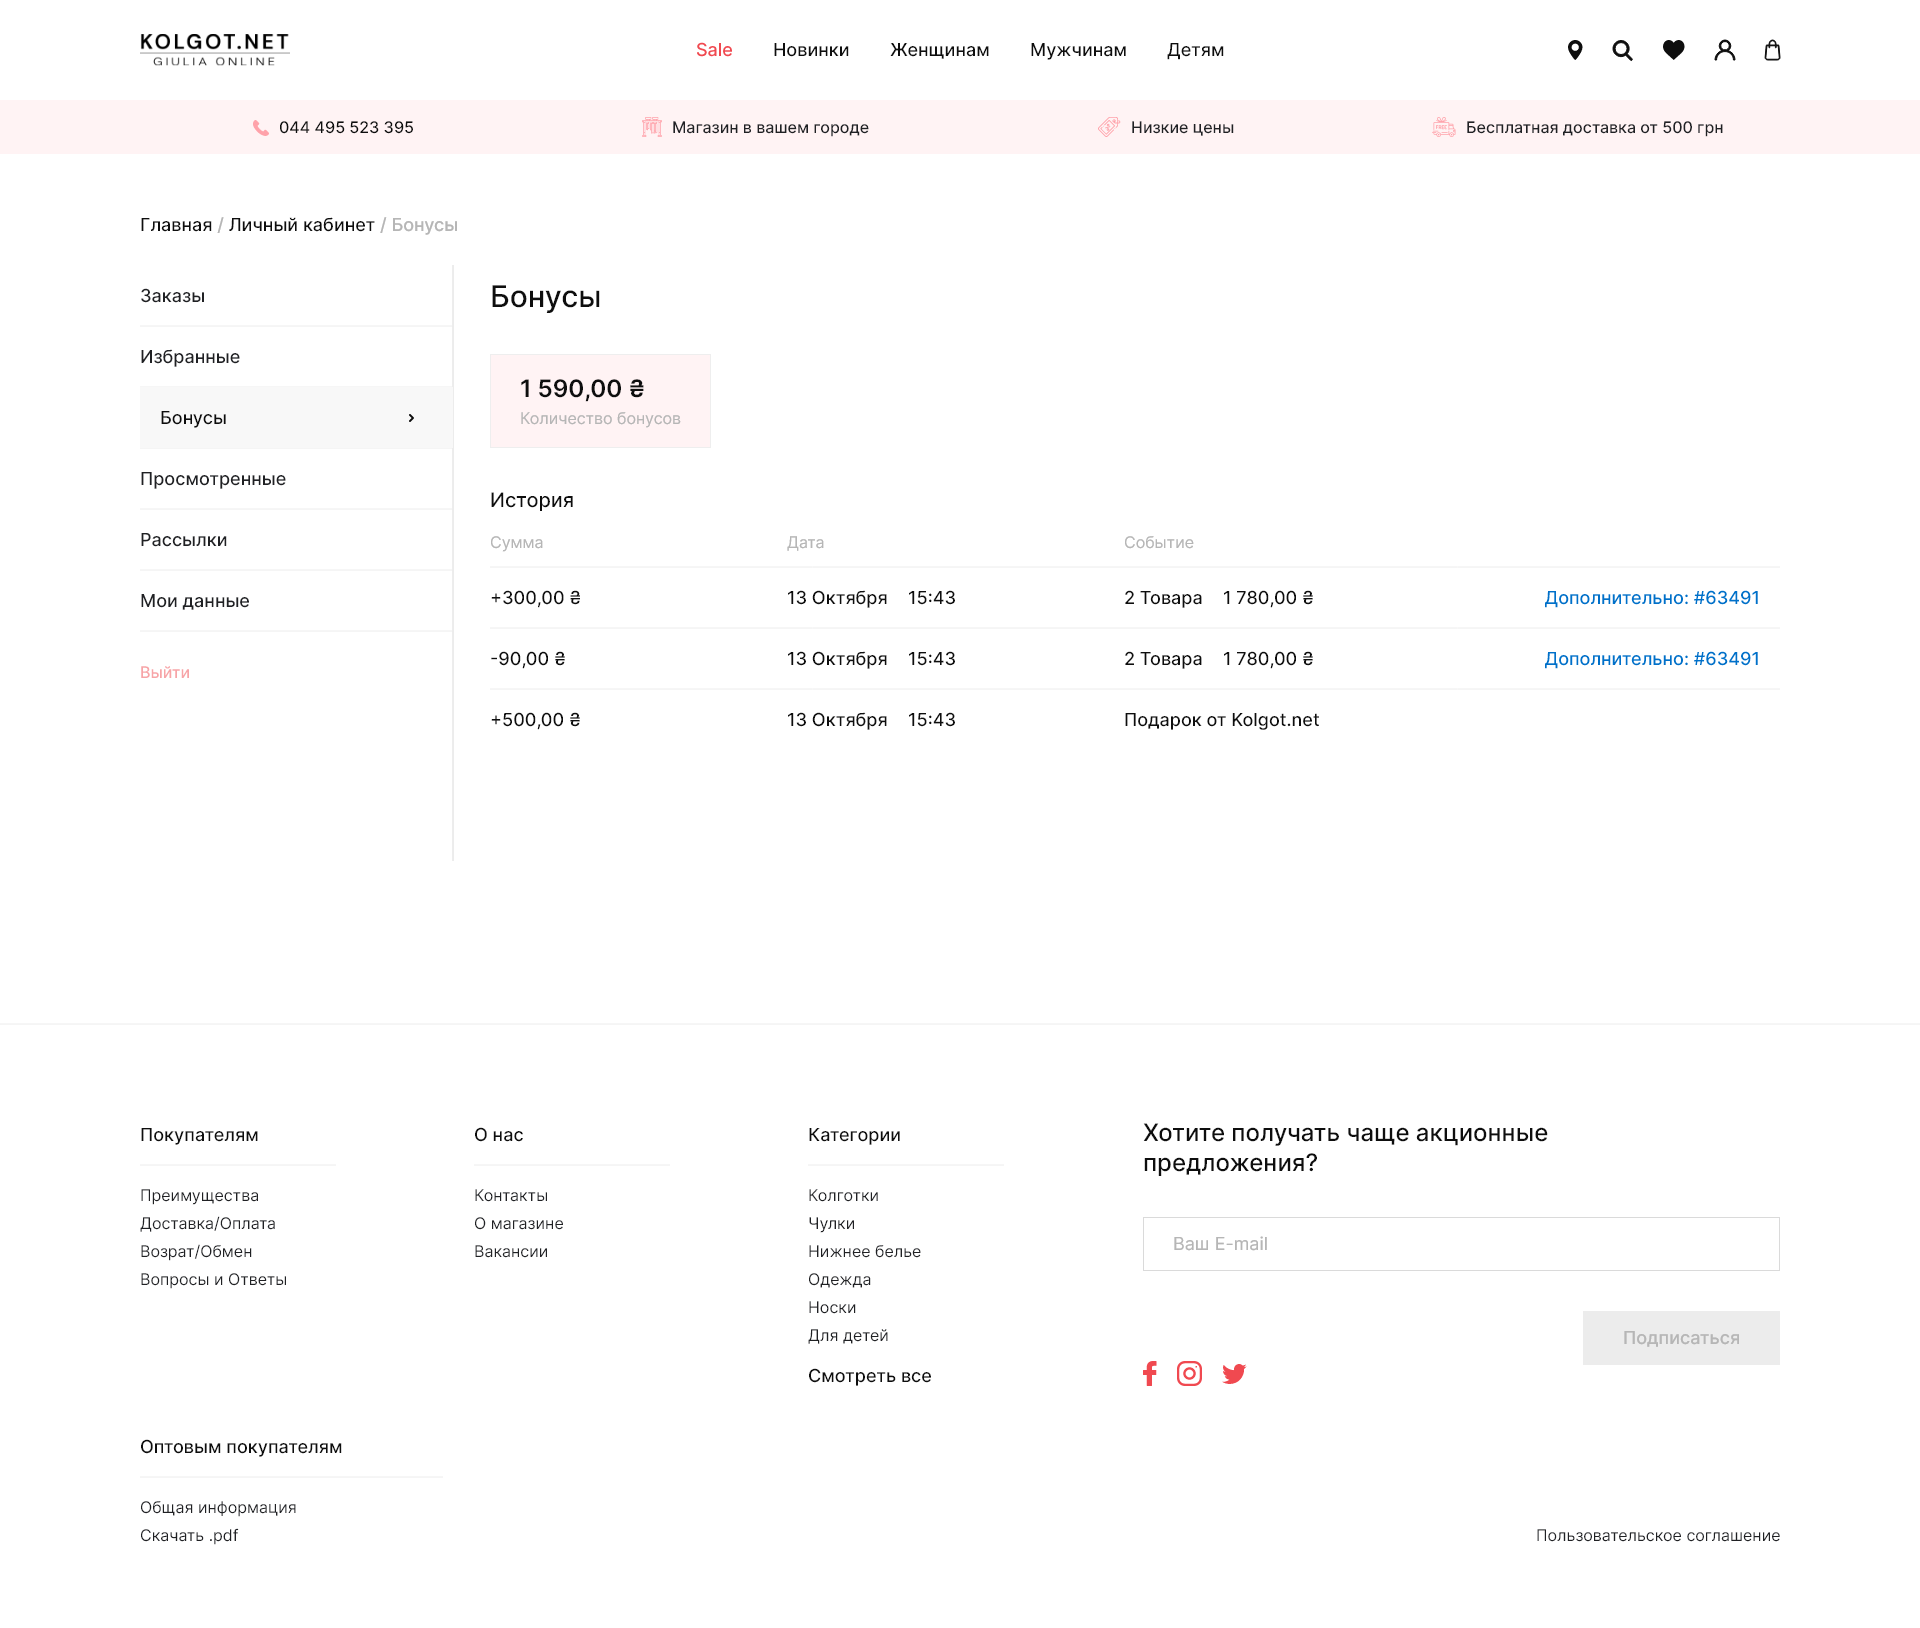 KOLGOT.NET
GIULIA ONLINE
Sale Новинки Женщинам Мужчинам Детям
044 495 523 395 Магазин в вашем городе Низкие цены Бесплатная доставка от 500 грн
Главная / Личный кабинет / Бонусы
Заказы
Избранные
Бонусы
Просмотренные
Рассылки
Мои данные
Выйти
Бонусы
1 590,00 ₴
Количество бонусов
История
Сумма Дата Событие
+300,00 ₴ 13 Октября 15:43 2 Товара 1 780,00 ₴ Дополнительно: #63491
-90,00 ₴ 13 Октября 15:43 2 Товара 1 780,00 ₴ Дополнительно: #63491
+500,00 ₴ 13 Октября 15:43 Подарок от Kolgot.net
Покупателям
Преимущества
Доставка/Оплата
Возрат/Обмен
Вопросы и Ответы
О нас
Контакты
О магазине
Вакансии
Категории
Колготки
Чулки
Нижнее белье
Одежда
Носки
Для детей
Смотреть все
Хотите получать чаще акционные
предложения?
Ваш E-mail
Подписаться
Оптовым покупателям
Общая информация
Скачать .pdf
Пользовательское соглашение